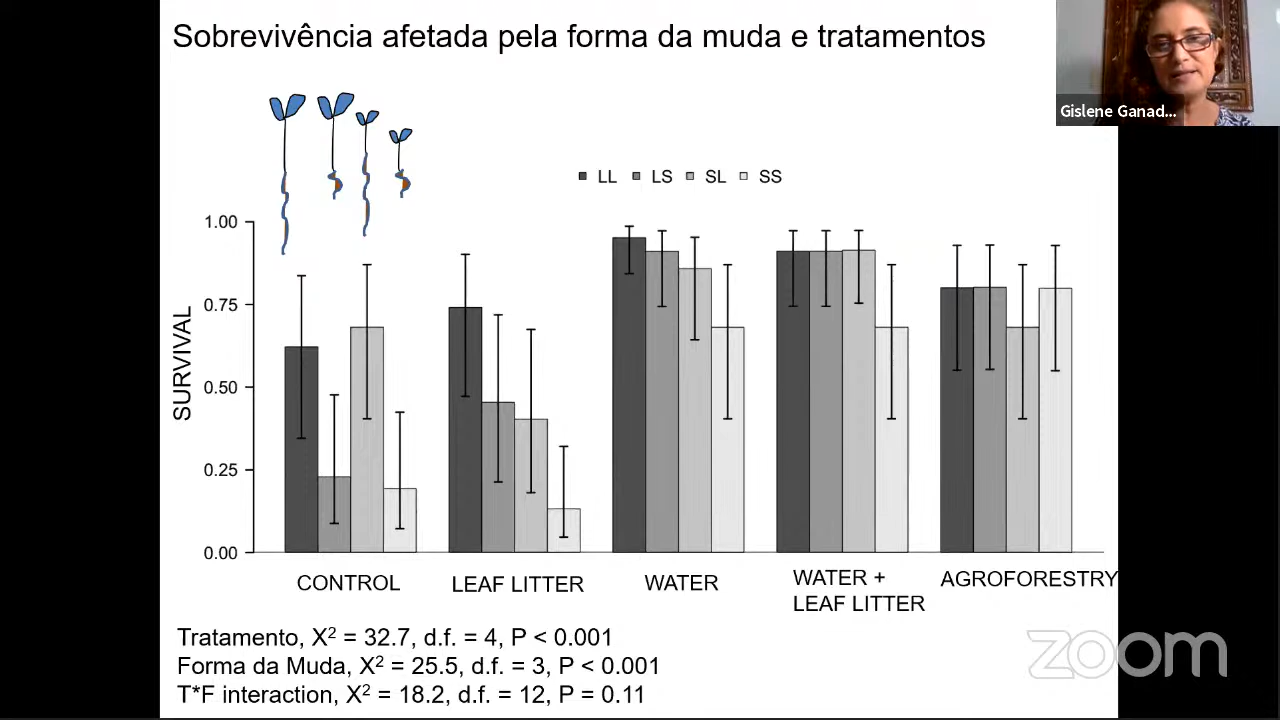 Sobrevivência afetada pela forma da muda e tratamentos
Gislene Ganad...
LL LS SL SS
1.00
0.75
0.50
0.25
0.00
SURVIVAL
CONTROL
LEAF LITTER
WATER
WATER +
LEAF LITTER
AGROFORESTRY
Tratamento, X² = 32.7, d.f. = 4, P < 0.001
Forma da Muda, X² = 25.5, d.f. = 3, P < 0.001
T*F interaction, X² = 18.2, d.f. = 12, P = 0.11
zoom